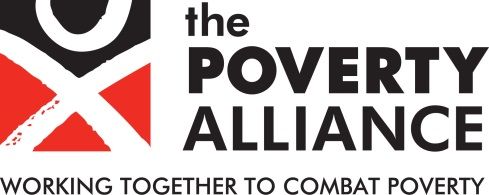 the
POVERTY
ALLIANCE
WORKING TOGETHER TO COMBAT POVERTY